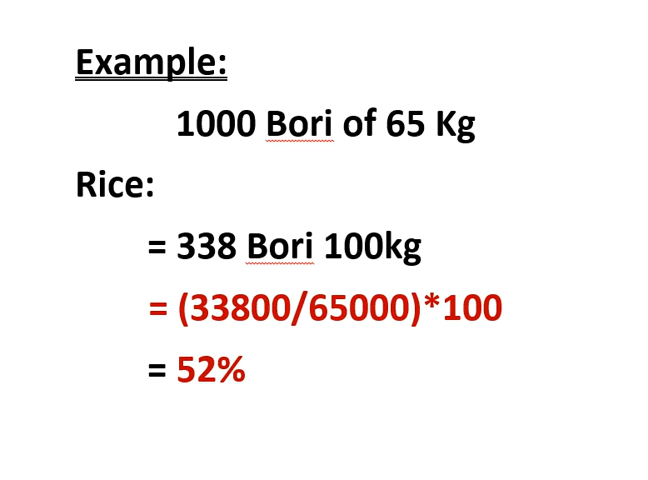 Example:
1000 Bori of 65 Kg
Rice:
= 338 Bori 100kg
= (33800/65000)*100
= 52%